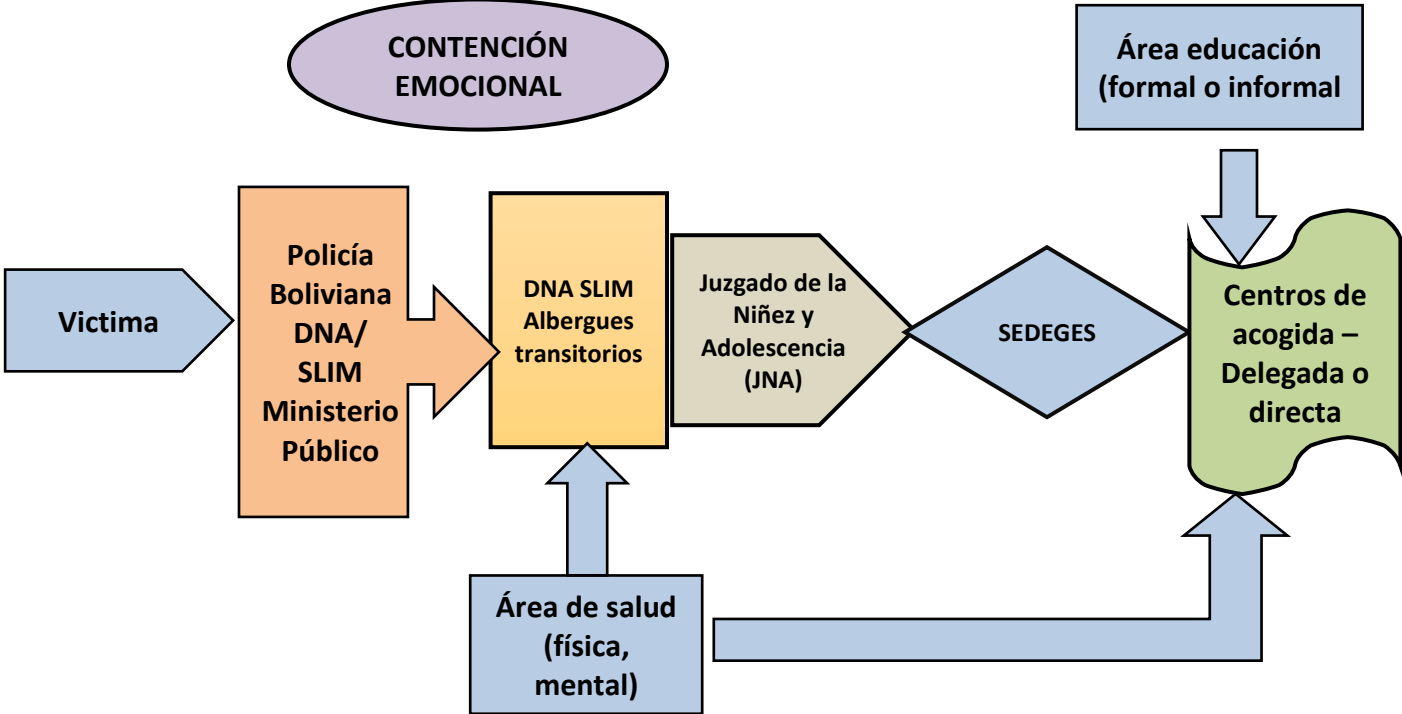 CONTENCIÓN
EMOCIONAL
Área educación
(formal o informal
Victima
Policía
Boliviana
DNA/
SLIM
Ministerio
Público
DNA SLIM
Albergues
transitorios
Juzgado de la
Niñez y
Adolescencia
(JNA)
SEDEGES
Centros de
acogida –
Delegada o
directa
Área de salud
(física,
mental)